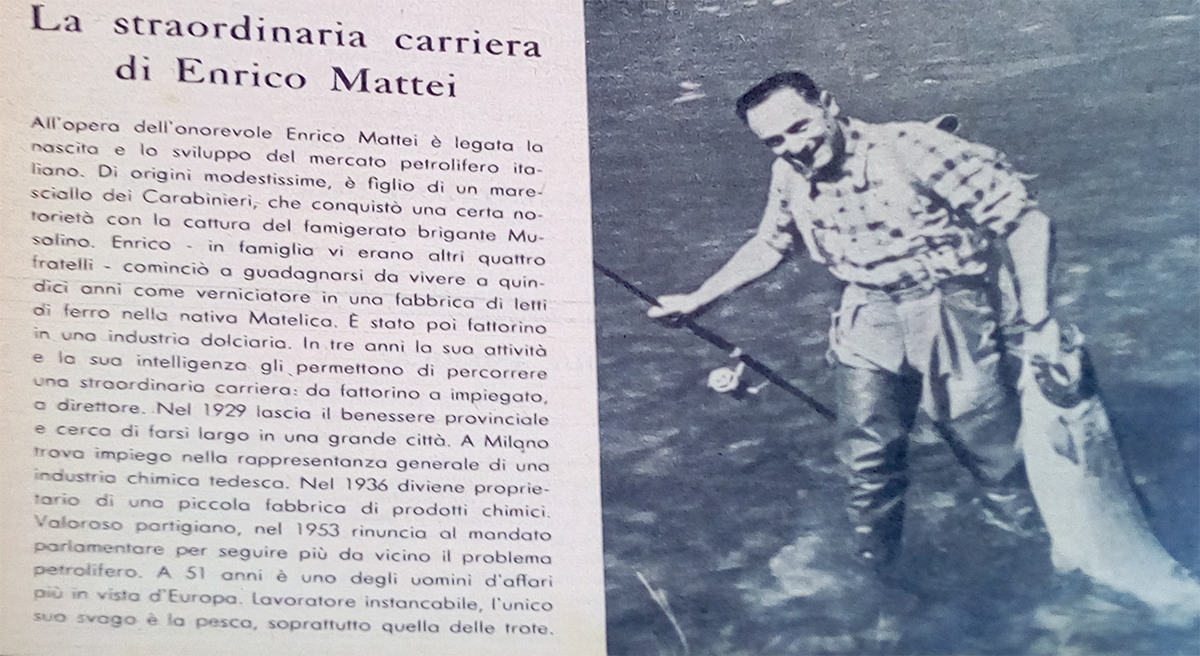 La straordinaria carriera
di Enrico Mattei
All'opera dell'onorevole Enrico Mattei è legata la
nascita e lo sviluppo del mercato petrolifero ita-
liano. Di origini modestissime, è figlio di un mare-
sciallo dei Carabinieri, che conquistò una certa no-
torietà con la cattura del famigerato brigante Mu-
solino. Enrico - in famiglia vi erano altri quattro
fratelli - cominciò a guadagnarsi da vivere a quin-
dici anni come verniciatore in una fabbrica di letti
di ferro nella nativa Matelica. È stato poi fattorino
in una industria dolciaria. In tre anni la sua attività
e la sua intelligenza gli permettono di percorrere
una straordinaria carriera: da fattorino a impiegato,
a direttore. Nel 1929 lascia il benessere provinciale
e cerca di farsi largo in una grande città. A Milano
trova impiego nella rappresentanza generale di una
industria chimica tedesca. Nel 1936 diviene proprie-
tario di una piccola fabbrica di prodotti chimici.
Valoroso partigiano, nel 1953 rinuncia al mandato
parlamentare per seguire più da vicino il problema
petrolifero. A 51 anni è uno degli uomini d'affari
più in vista d'Europa. Lavoratore instancabile, l'unico
suo svago è la pesca, soprattutto quella delle trote.